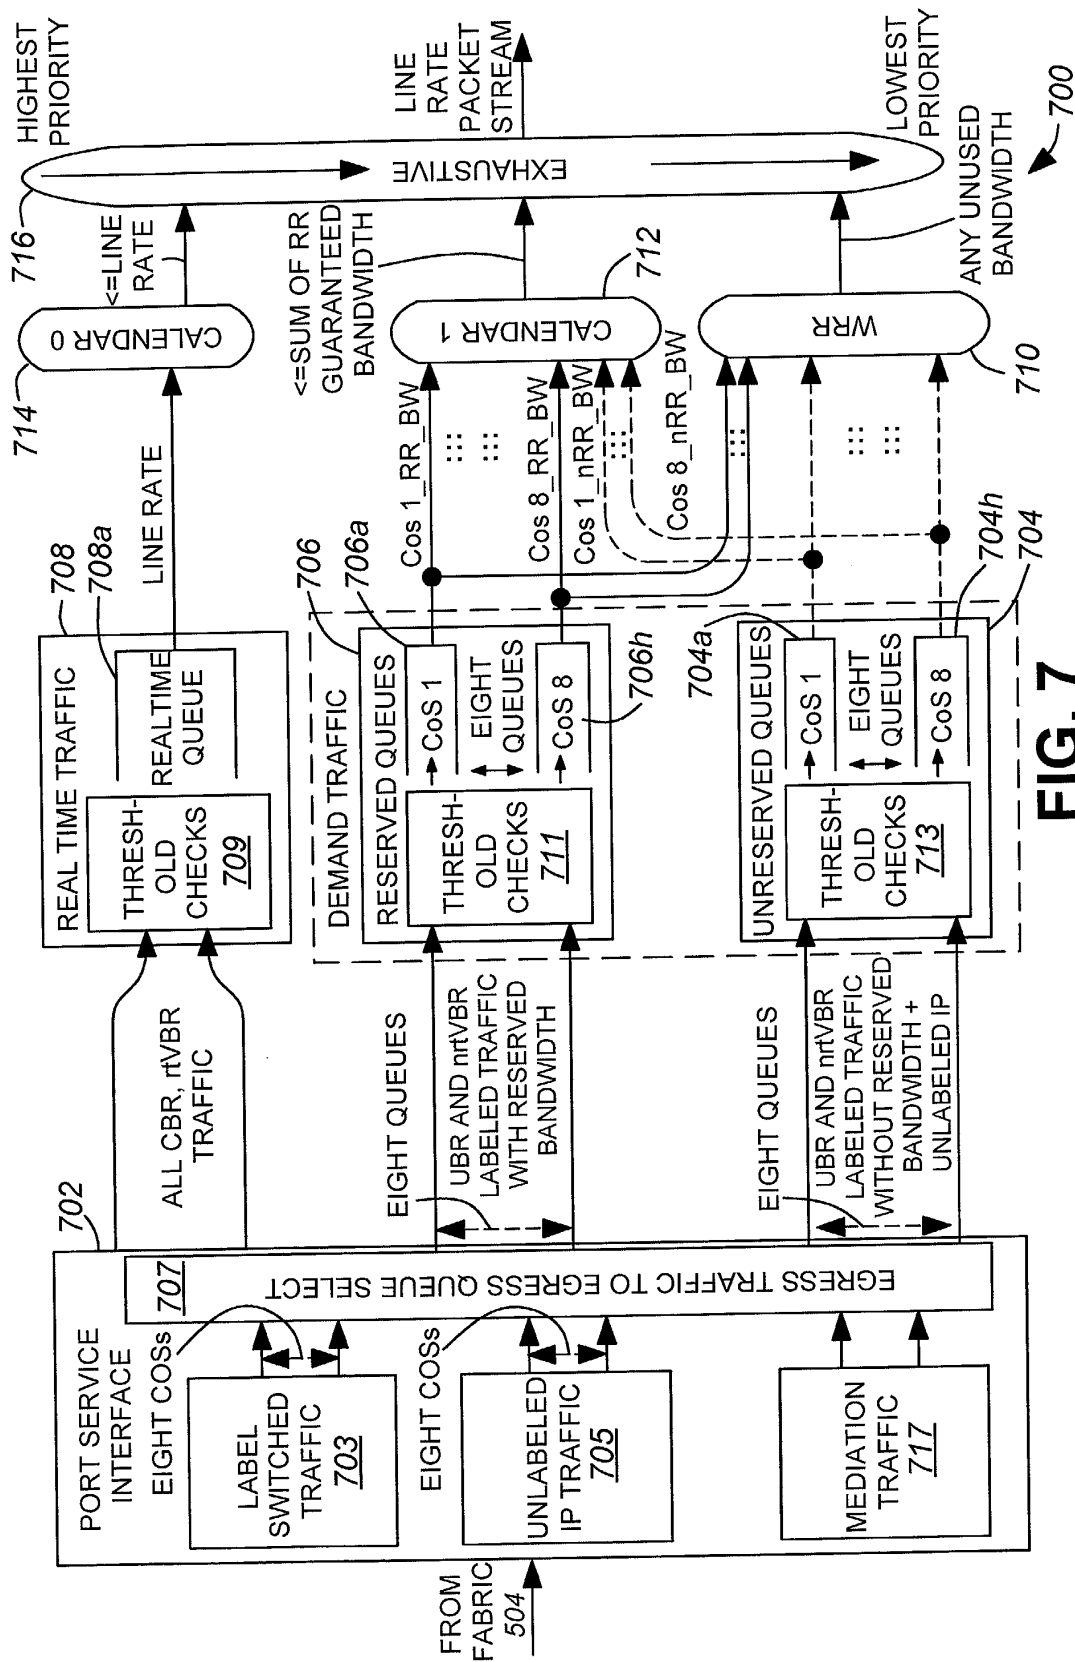 PORT SERVICE
INTERFACE
702
EIGHT COSs
707
LABEL
SWITCHED
TRAFFIC
703
EIGHT COSs
UNLABELED
IP TRAFFIC
705
MEDIATION
TRAFFIC
717
EGRESS TRAFFIC TO EGRESS QUEUE SELECT
FROM
FABRIC
504
ALL CBR, rtVBR
TRAFFIC
EIGHT QUEUES
UBR AND nrtVBR
LABELED TRAFFIC
WITH RESERVED
BANDWIDTH
EIGHT QUEUES
UBR AND nrtVBR
LABELED TRAFFIC
WITHOUT RESERVED
BANDWIDTH +
UNLABELED IP
REAL TIME TRAFFIC
708
708a
THRESH-
OLD
CHECKS
709
REALTIME
QUEUE
DEMAND TRAFFIC
706
RESERVED QUEUES
706a
THRESH-
OLD
CHECKS
711
CoS 1
EIGHT
QUEUES
CoS 8
706h
UNRESERVED QUEUES
704a
THRESH-
OLD
CHECKS
713
CoS 1
EIGHT
QUEUES
CoS 8
704h
704
LINE RATE
Cos 1_RR_BW
Cos 8_RR_BW
Cos 1_nRR_BW
Cos 8_nRR_BW
714
CALENDAR 0
CALENDAR 1
712
WRR
710
<=LINE
RATE
<=SUM OF RR
GUARANTEED
BANDWIDTH
ANY UNUSED
BANDWIDTH
716
HIGHEST
PRIORITY
EXHAUSTIVE
LOWEST
PRIORITY
LINE
RATE
PACKET
STREAM
700
FIG. 7